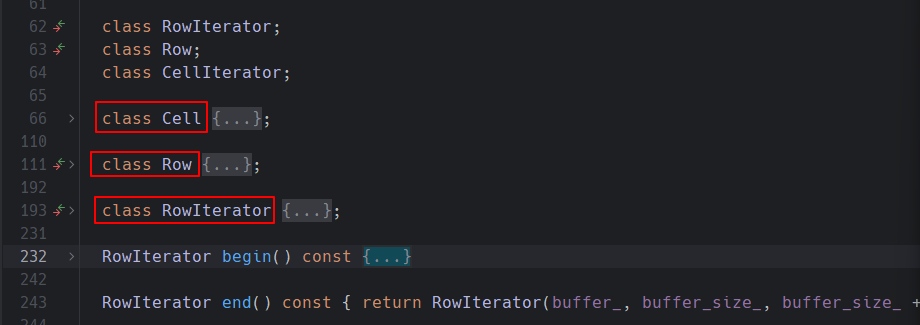 61
62 class RowIterator;
63 class Row;
64 class CellIterator;
65
66 class Cell {...};
110
111 class Row {...};
192
193 class RowIterator {...};
231
232 RowIterator begin() const {...}
242
243 RowIterator end() const { return RowIterator(buffer_, buffer_size_, buffer_size_ +
244